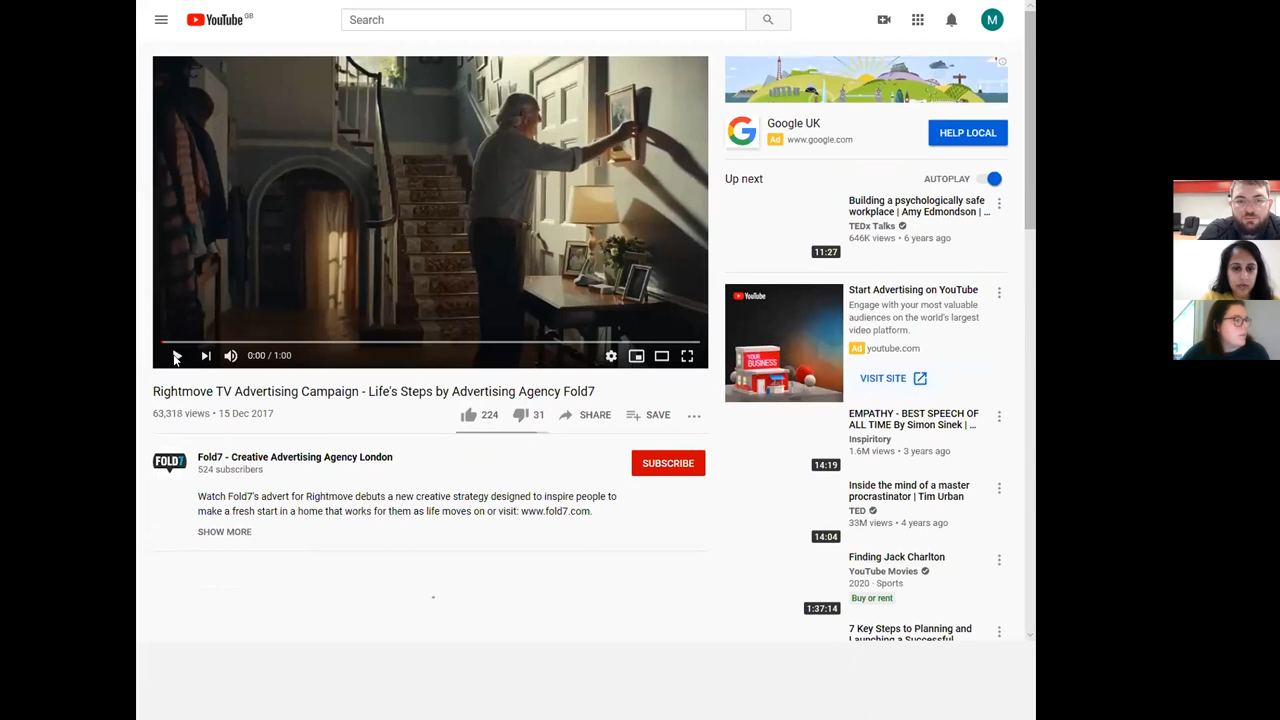 YouTube GB
Search
M
Google UK
Ad www.google.com
HELP LOCAL
Up next
AUTOPLAY
Building a psychologically safe
workplace | Amy Edmondson | ...
TEDx Talks
646K views • 6 years ago
11:27
YouTube
YOUR
BUSINESS
Start Advertising on YouTube
Engage with your most valuable
audiences on the world's largest
video platform.
Ad youtube.com
VISIT SITE
0:00 / 1:00
Rightmove TV Advertising Campaign - Life's Steps by Advertising Agency Fold7
63,318 views • 15 Dec 2017
224
31
SHARE
SAVE
FOLD7
Fold7 - Creative Advertising Agency London
524 subscribers
SUBSCRIBE
Watch Fold7's advert for Rightmove debuts a new creative strategy designed to inspire people to
make a fresh start in a home that works for them as life moves on or visit: www.fold7.com.
SHOW MORE
EMPATHY - BEST SPEECH OF
ALL TIME By Simon Sinek | ...
Inspiritory
1.6M views • 3 years ago
14:19
Inside the mind of a master
procrastinator | Tim Urban
TED
33M views • 4 years ago
14:04
Finding Jack Charlton
YouTube Movies
2020 · Sports
Buy or rent
1:37:14
7 Key Steps to Planning and
Launching a Successful